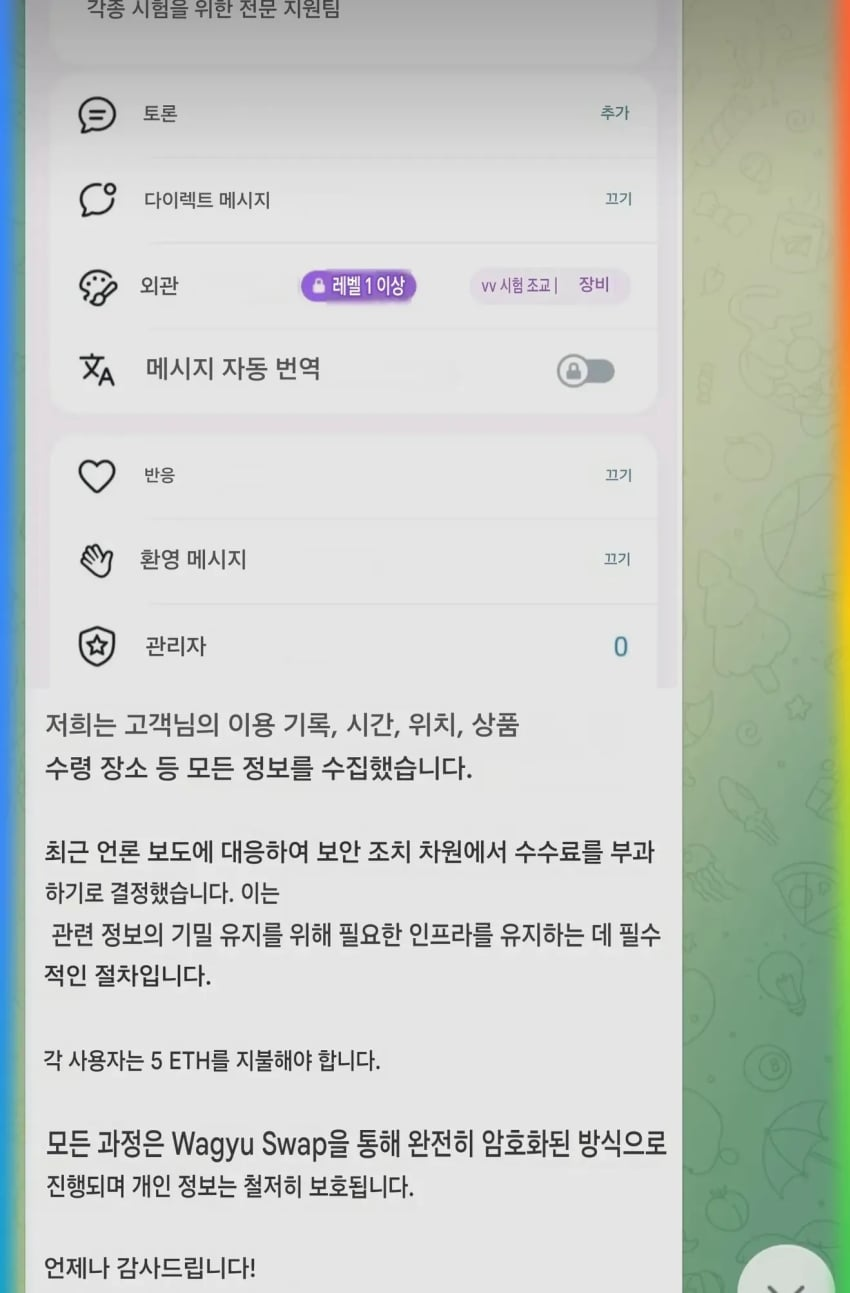 각종 시험을 위한 전문 지원팀
토론 추가
다이렉트 메시지 끄기
외관 레벨 1 이상 vv 시험 조교 | 장비
메시지 자동 번역
반응 끄기
환영 메시지 끄기
관리자 0
저희는 고객님의 이용 기록, 시간, 위치, 상품
수령 장소 등 모든 정보를 수집했습니다.
최근 언론 보도에 대응하여 보안 조치 차원에서 수수료를 부과
하기로 결정했습니다. 이는
관련 정보의 기밀 유지를 위해 필요한 인프라를 유지하는 데 필수
적인 절차입니다.
각 사용자는 5 ETH를 지불해야 합니다.
모든 과정은 Wagyu Swap을 통해 완전히 암호화된 방식으로
진행되며 개인 정보는 철저히 보호됩니다.
언제나 감사드립니다!